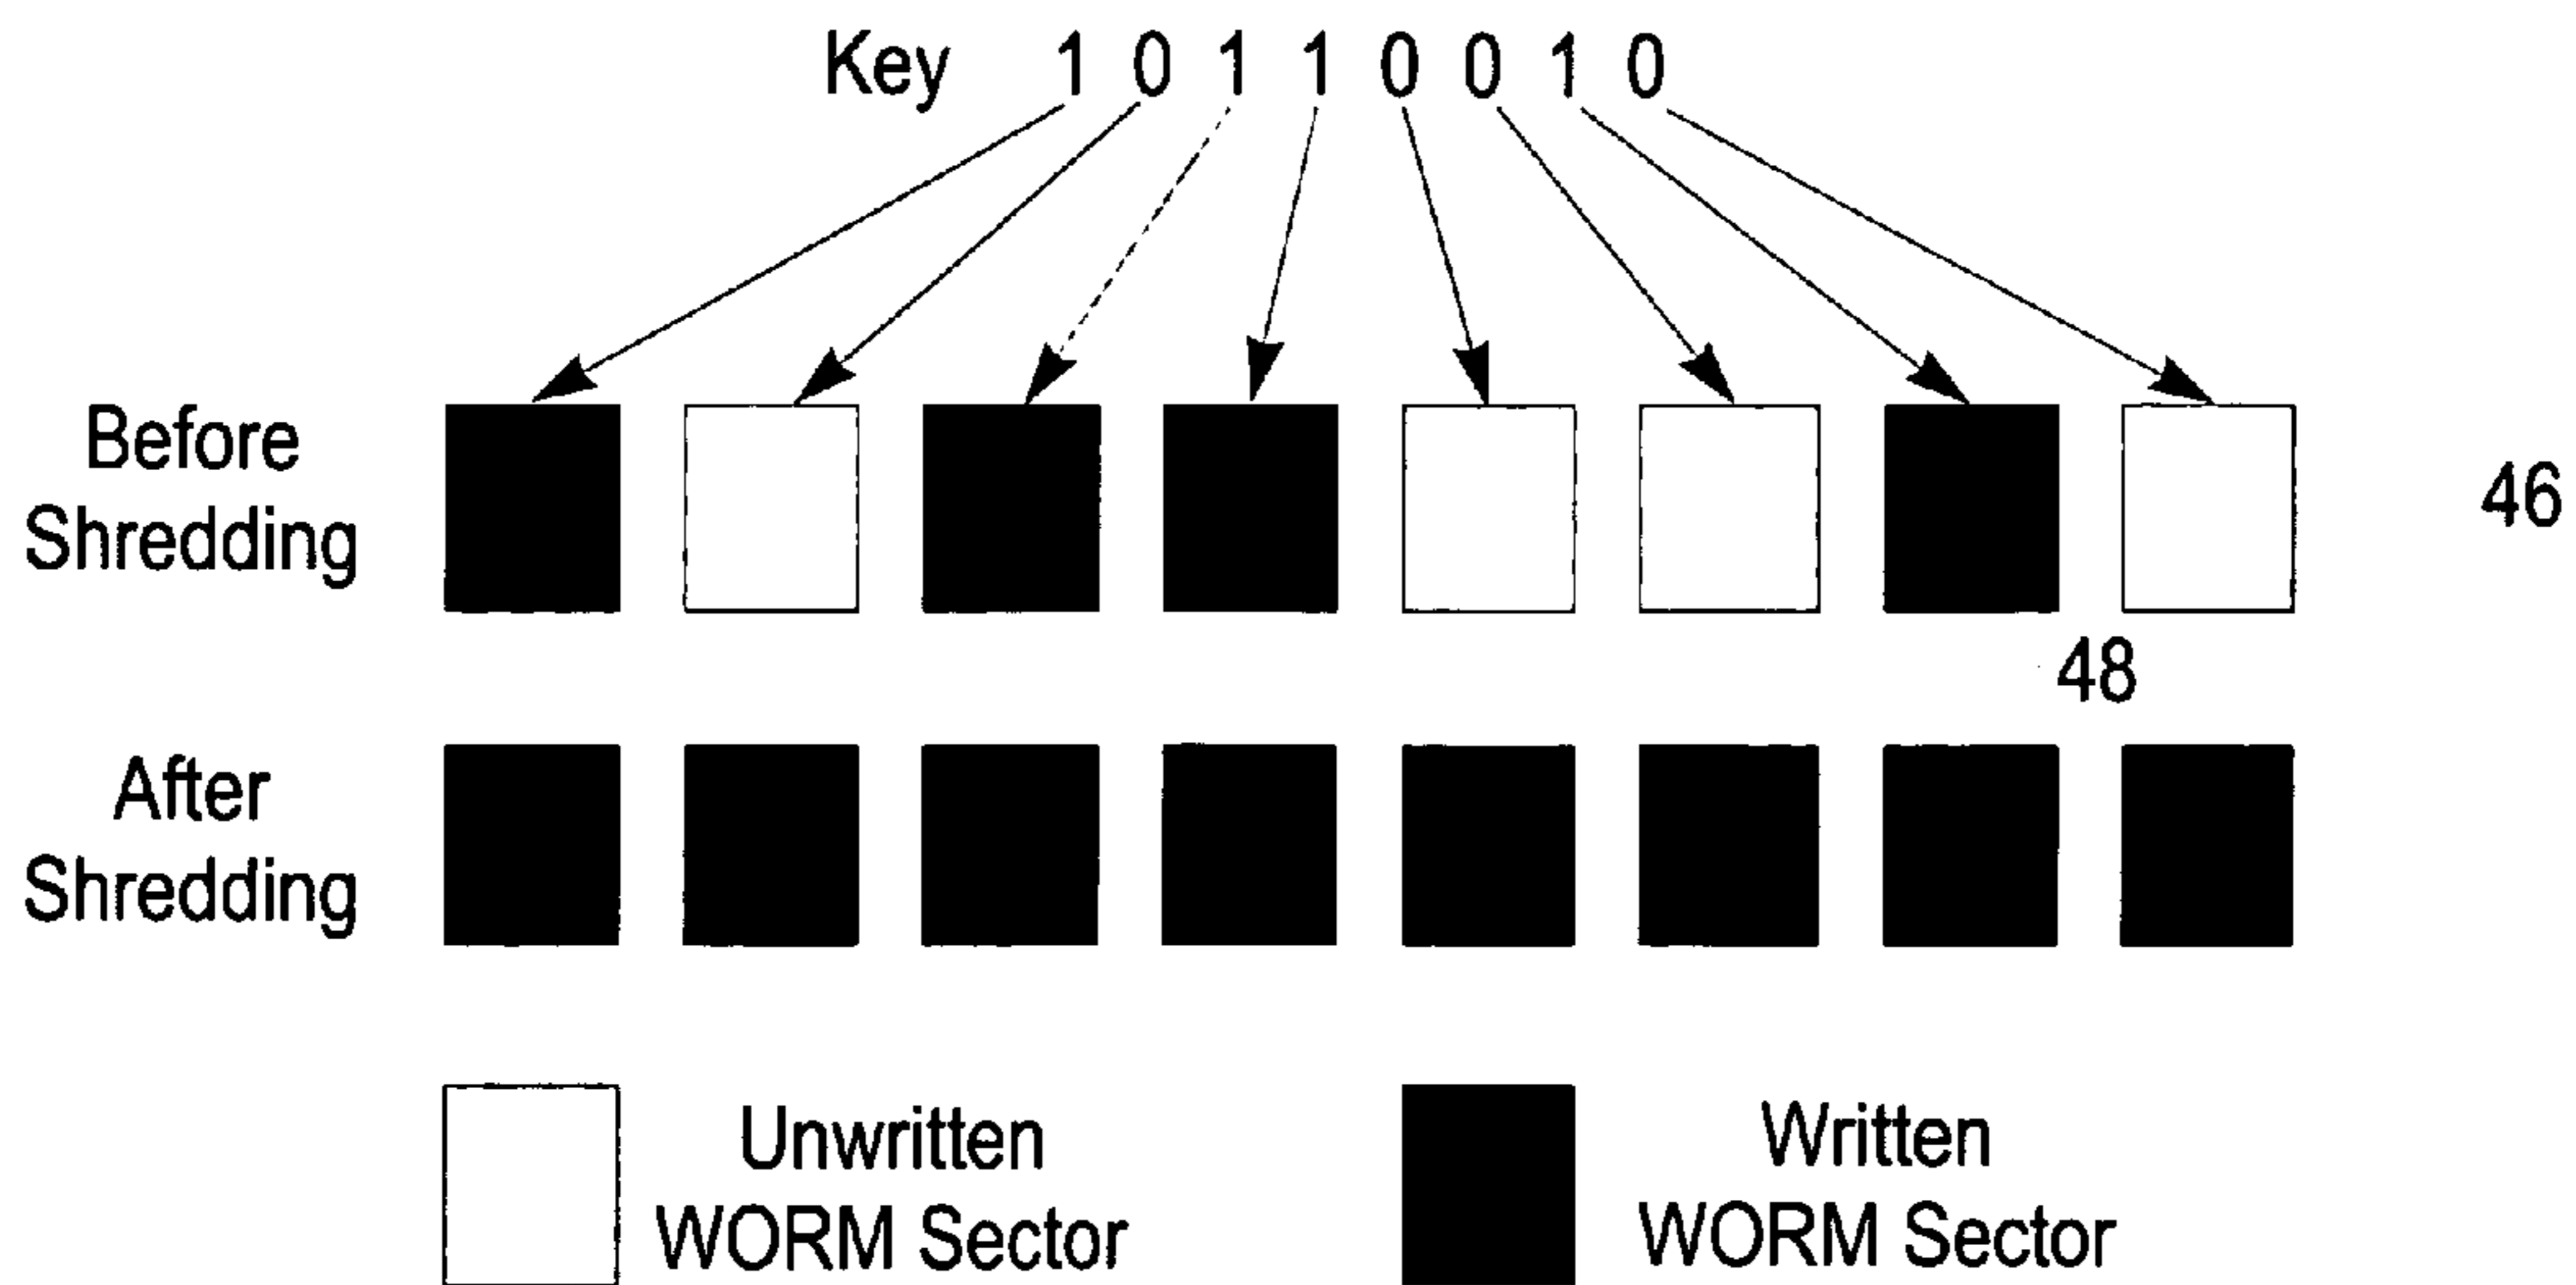 Key 1 0 1 1 0 0 1 0
Before
Shredding
46
48
After
Shredding
Unwritten
WORM Sector
Written
WORM Sector